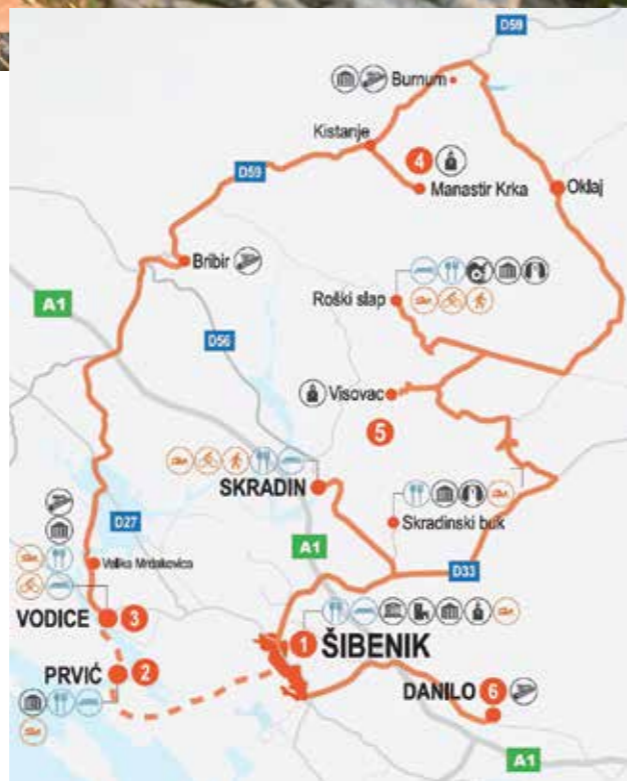 D59
Burnum
Kistanje
4
D59
Manastir Krka
Oklaj
Bribir
A1
Roški slap
D56
Visovac
5
SKRADIN
Skradinski buk
A1
D27
D33
Velika Mrdakovica
VODICE 3
1 ŠIBENIK
PRVIĆ 2
DANILO 6
A1